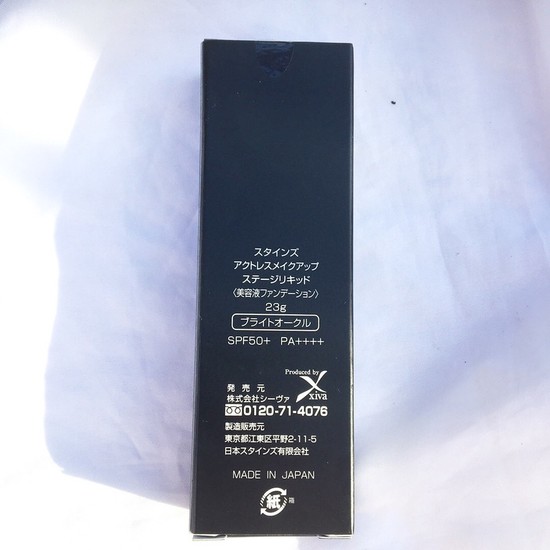 スタインズ
アクトレスメイクアップ
ステージリキッド
〈美容液ファンデーション〉
23g
ブライトオークル
SPF50+ PA++++
Produced by
xiva
発売元
株式会社シーヴァ
0120-71-4076
製造販売元
東京都江東区平野2-11-5
日本スタインズ有限会社
MADE IN JAPAN
紙
箱